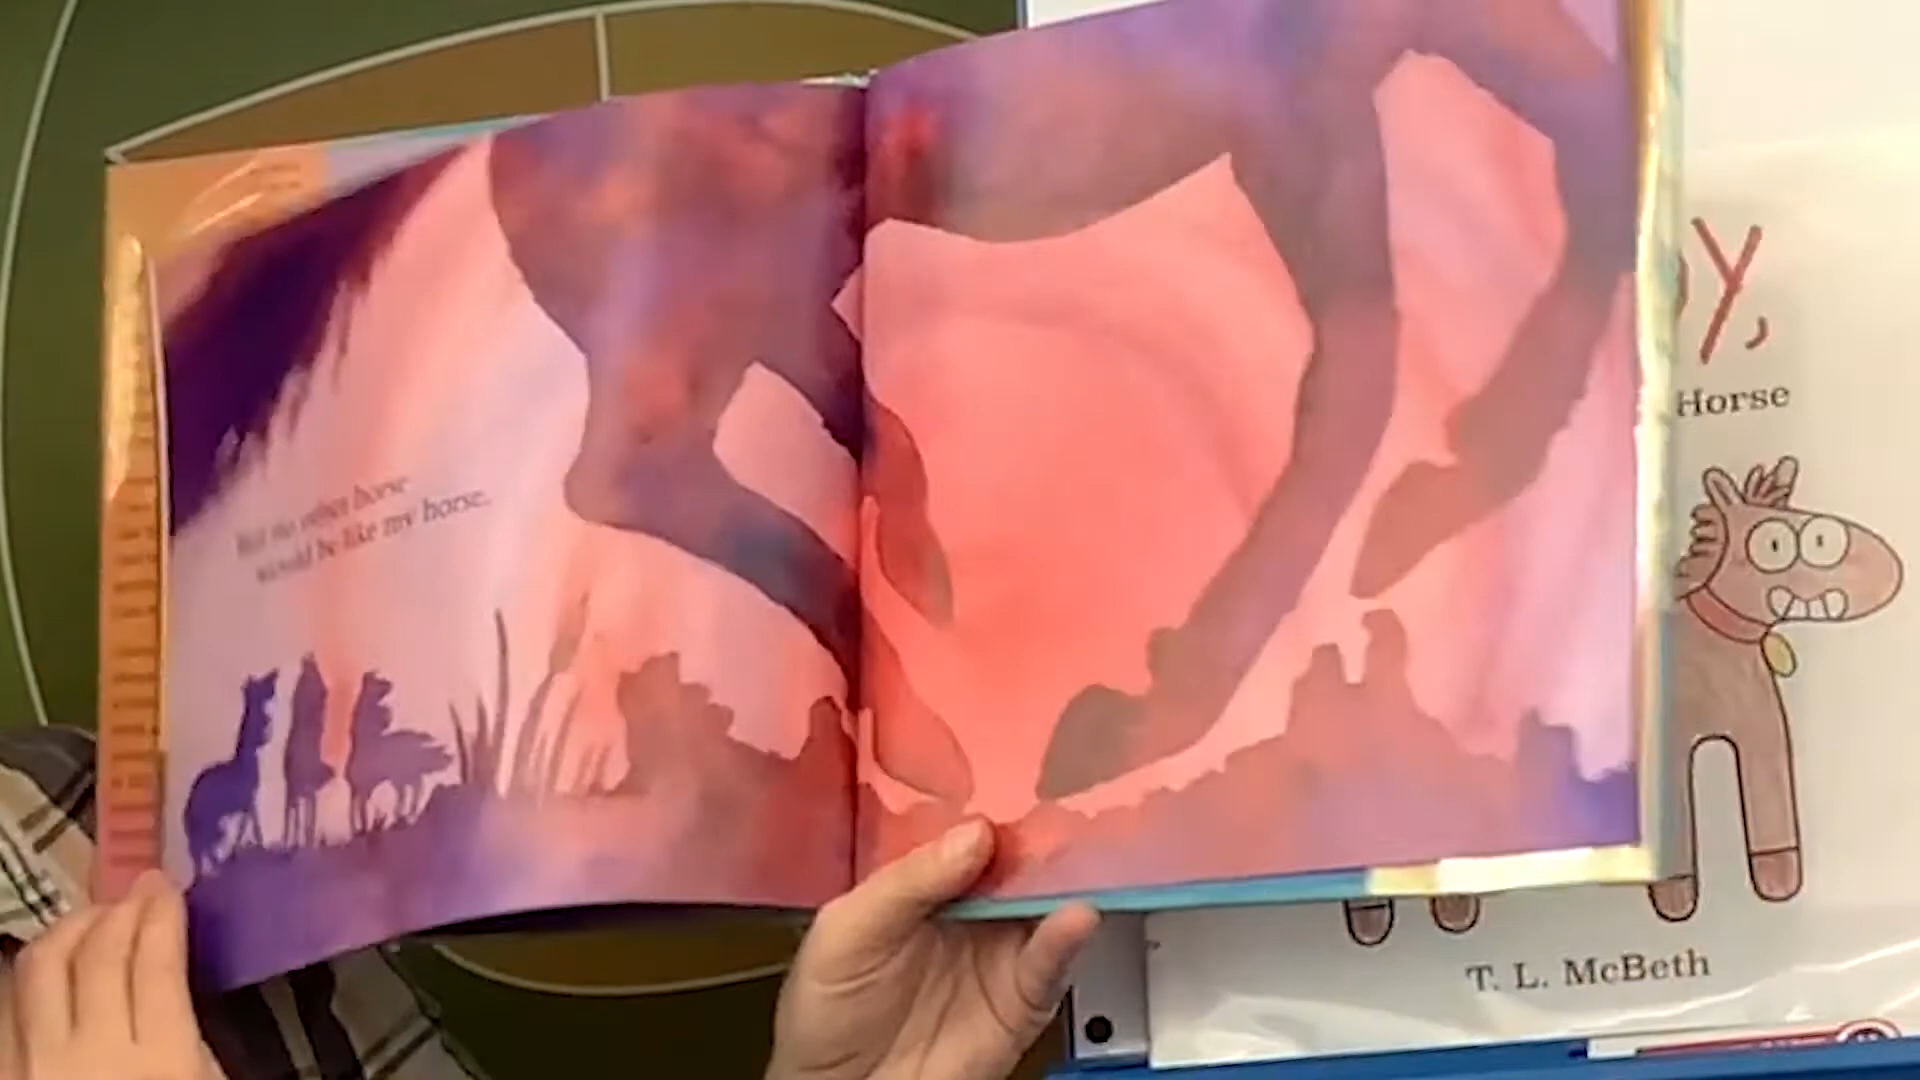 But no other horse
would be like my horse.
y,
Horse
T. L. McBeth